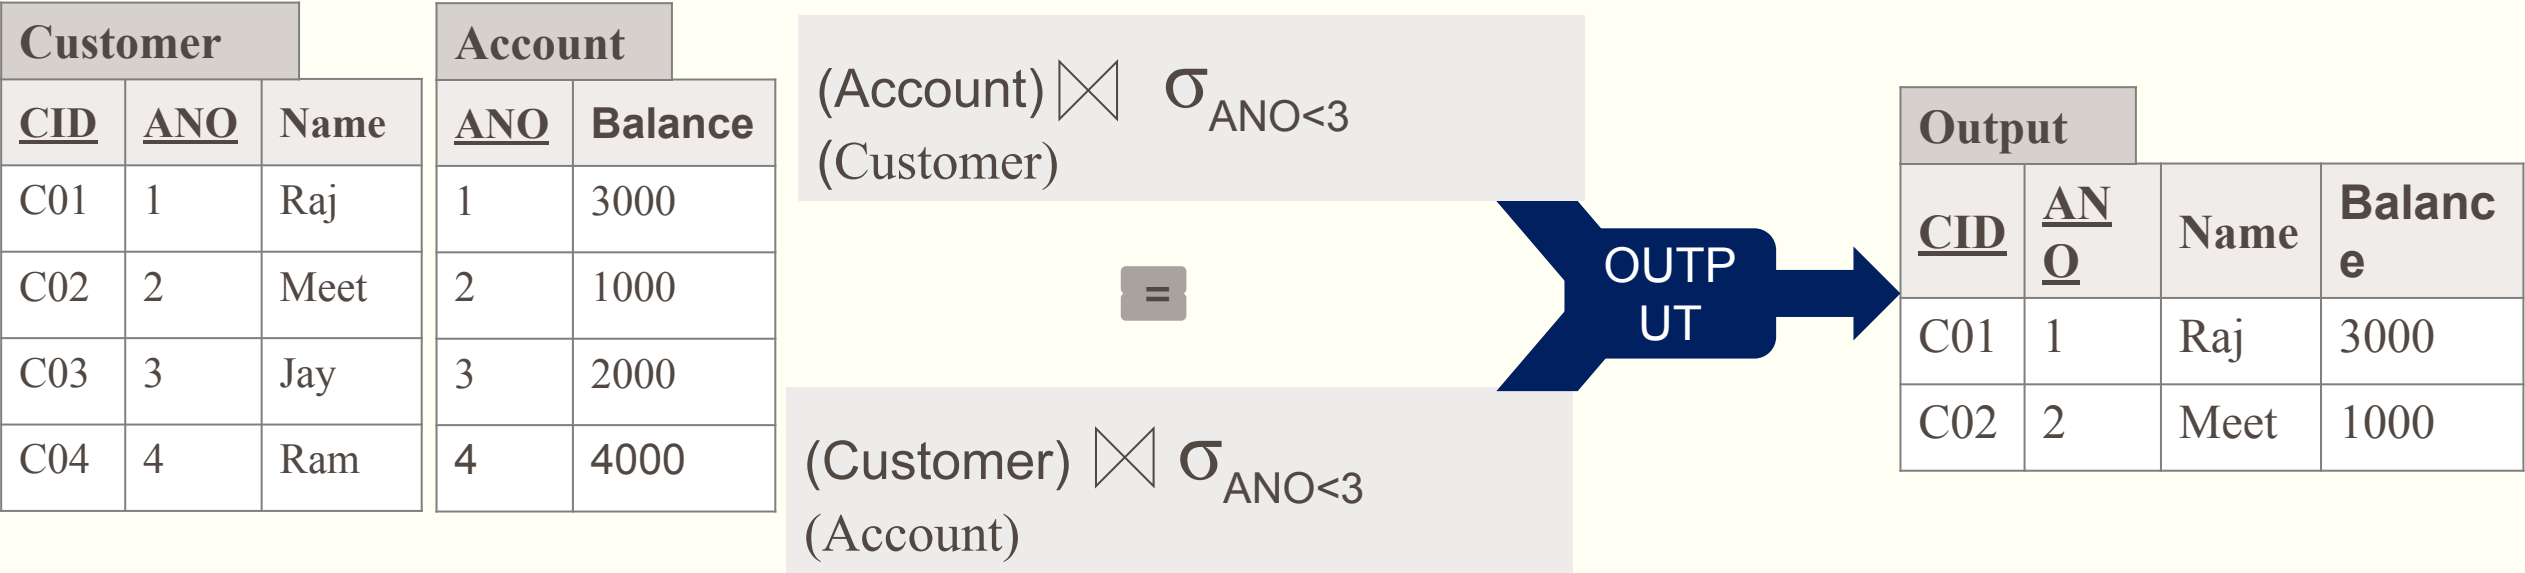 Customer
CID ANO Name
C01 1 Raj
C02 2 Meet
C03 3 Jay
C04 4 Ram
Account
ANO Balance
1 3000
2 1000
3 2000
4 4000
(Account) ⋈ σ ANO<3
(Customer)
=
(Customer) ⋈ σ ANO<3
(Account)
OUTP
UT
Output
CID AN
O Name Balanc
e
C01 1 Raj 3000
C02 2 Meet 1000